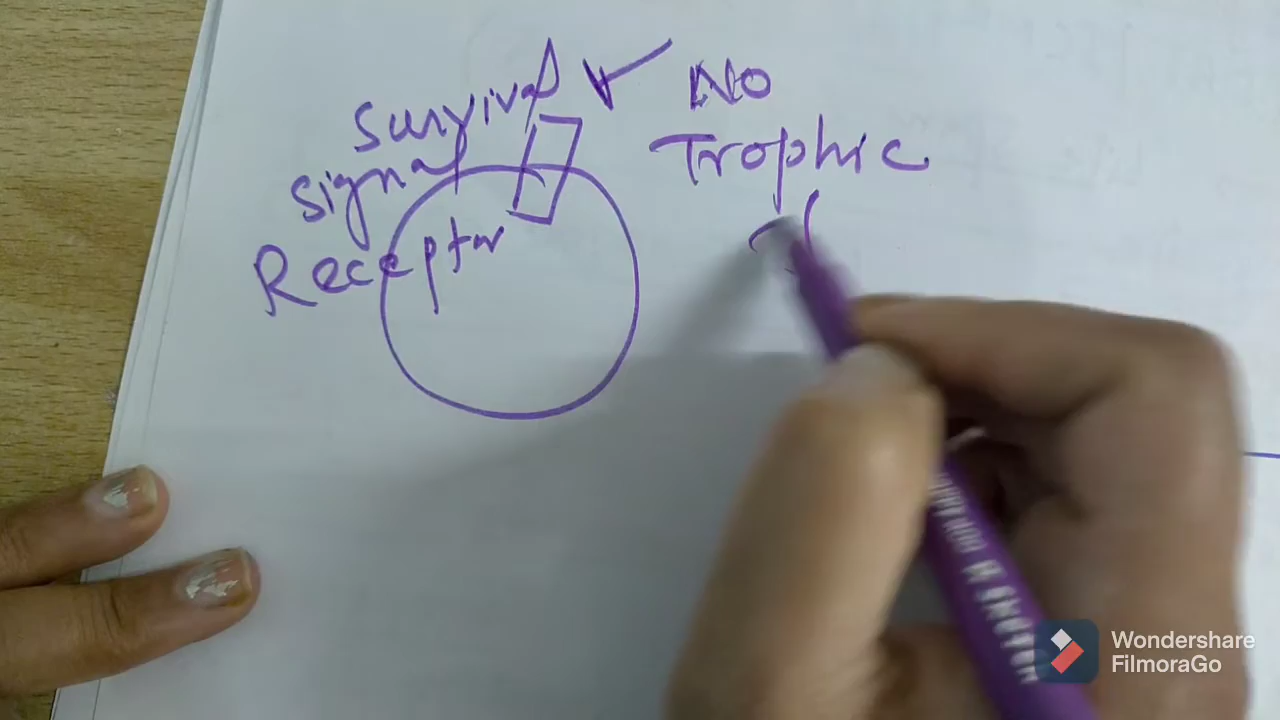 Survival
Signal
Receptor
No
Trophic
Wondershare
FilmoraGo